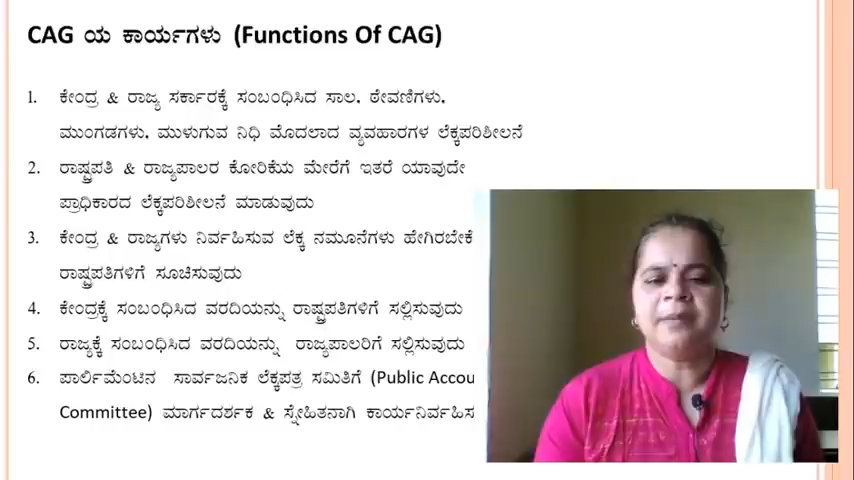 CAG ಯ ಕಾರ್ಯಗಳು (Functions Of CAG)
1. ಕೇಂದ್ರ & ರಾಜ್ಯ ಸರ್ಕಾರಕ್ಕೆ ಸಂಬಂಧಿಸಿದ ಸಾಲ, ಠೇವಣಿಗಳು,
ಮುಂಗಡಗಳು, ಮುಳುಗುವ ನಿಧಿ ಮೊದಲಾದ ವ್ಯವಹಾರಗಳ ಲೆಕ್ಕಪರಿಶೀಲನೆ
2. ರಾಷ್ಟ್ರಪತಿ & ರಾಜ್ಯಪಾಲರ ಕೋರಿಕೆಯ ಮೇರೆಗೆ ಇತರೆ ಯಾವುದೇ
ಪ್ರಾಧಿಕಾರದ ಲೆಕ್ಕಪರಿಶೀಲನೆ ಮಾಡುವುದು
3. ಕೇಂದ್ರ & ರಾಜ್ಯಗಳು ನಿರ್ವಹಿಸುವ ಲೆಕ್ಕ ನಮೂನೆಗಳು ಹೇಗಿರಬೇಕೆ
ರಾಷ್ಟ್ರಪತಿಗಳಿಗೆ ಸೂಚಿಸುವುದು
4. ಕೇಂದ್ರಕ್ಕೆ ಸಂಬಂಧಿಸಿದ ವರದಿಯನ್ನು ರಾಷ್ಟ್ರಪತಿಗಳಿಗೆ ಸಲ್ಲಿಸುವುದು
5. ರಾಜ್ಯಕ್ಕೆ ಸಂಬಂಧಿಸಿದ ವರದಿಯನ್ನು ರಾಜ್ಯಪಾಲರಿಗೆ ಸಲ್ಲಿಸುವುದು
6. ಪಾರ್ಲಿಮೆಂಟಿನ ಸಾರ್ವಜನಿಕ ಲೆಕ್ಕಪತ್ರ ಸಮಿತಿಗೆ (Public Accou
Committee) ಮಾರ್ಗದರ್ಶಕ & ಸ್ನೇಹಿತನಾಗಿ ಕಾರ್ಯನಿರ್ವಹಿಸ